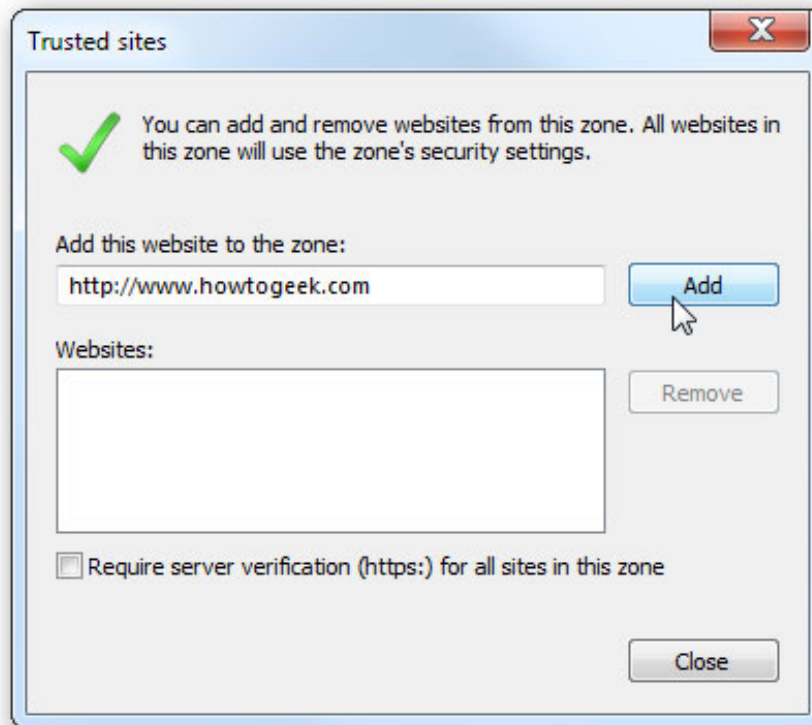 Trusted sites
You can add and remove websites from this zone. All websites in
this zone will use the zone's security settings.
Add this website to the zone:
http://www.howtogeek.com
Add
Websites:
Remove
Require server verification (https:) for all sites in this zone
Close